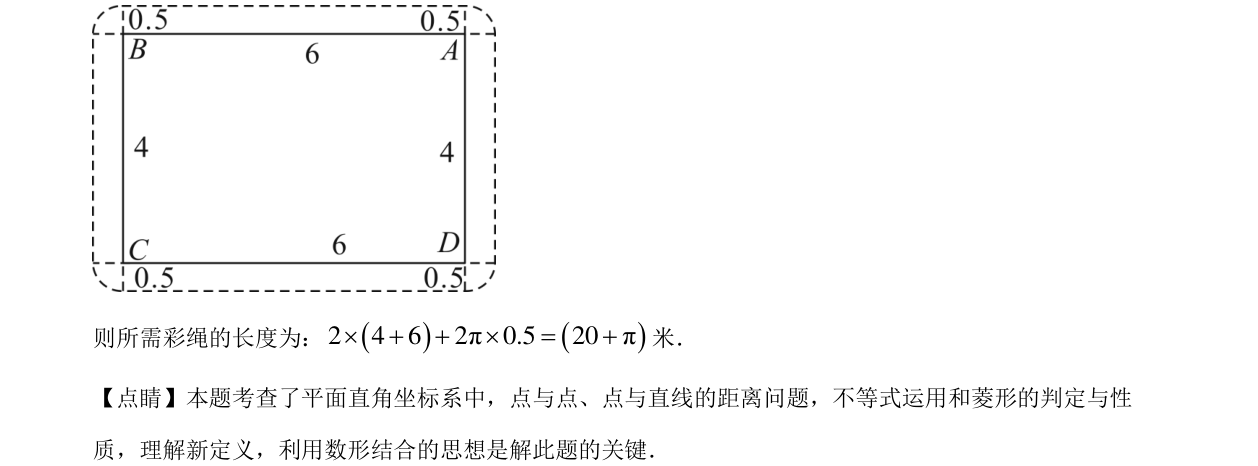 0.5 0.5
B 6 A
4 4
C 6 D
0.5 0.5
则所需彩绳的长度为：2×(4+6)+2π×0.5=(20+π)米.
【点睛】本题考查了平面直角坐标系中，点与点、点与直线的距离问题，不等式运用和菱形的判定与性
质，理解新定义，利用数形结合的思想是解此题的关键.